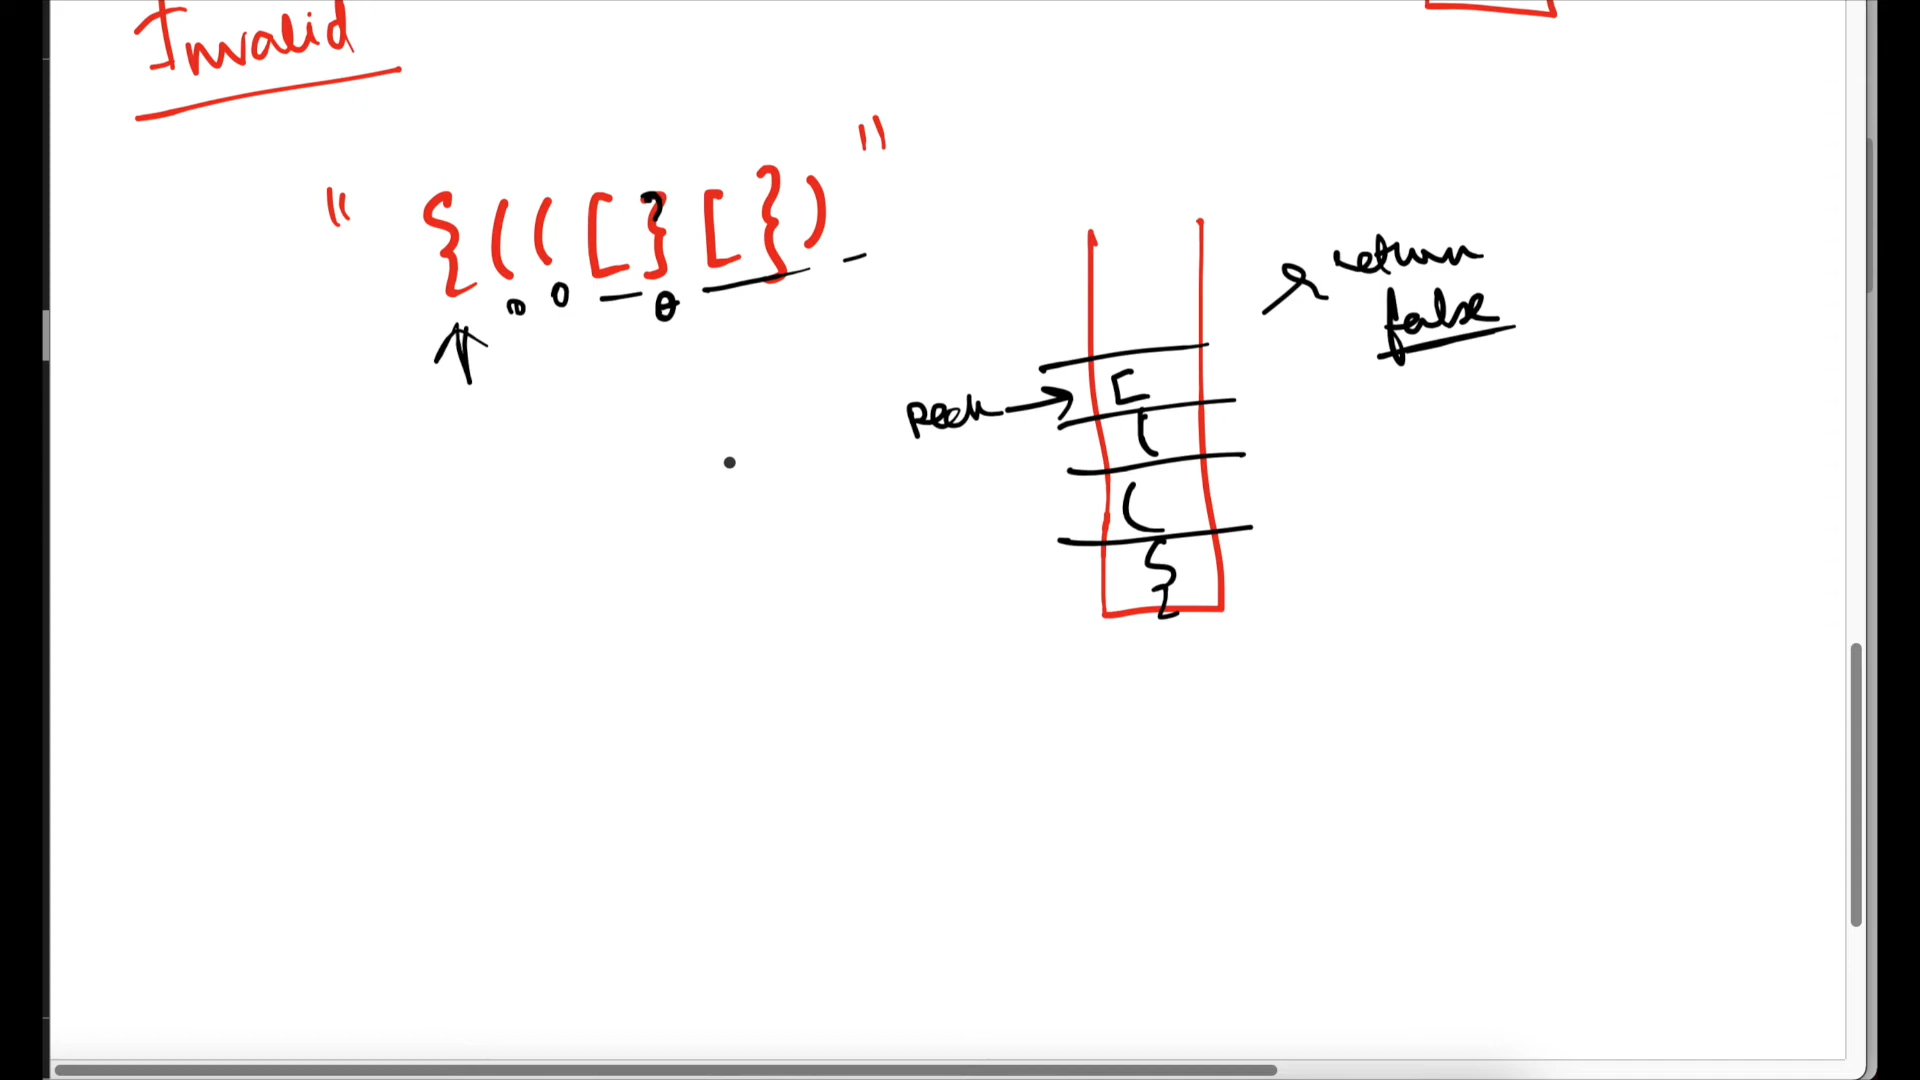 Invalid
" { ( ( [ } [ } ) "
return
false
peek → [
(
(
{